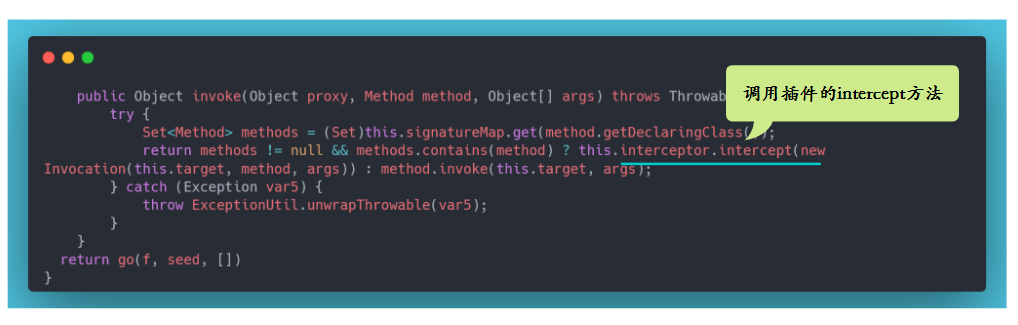 调用插件的intercept方法
public Object invoke(Object proxy, Method method, Object[] args) throws Throwab
try {
Set<Method> methods = (Set)this.signatureMap.get(method.getDeclaringClass();
return methods != null && methods.contains(method) ? this.interceptor.intercept(new
Invocation(this.target, method, args)) : method.invoke(this.target, args);
} catch (Exception var5) {
throw ExceptionUtil.unwrapThrowable(var5);
}
}
return go(f, seed, [])
}